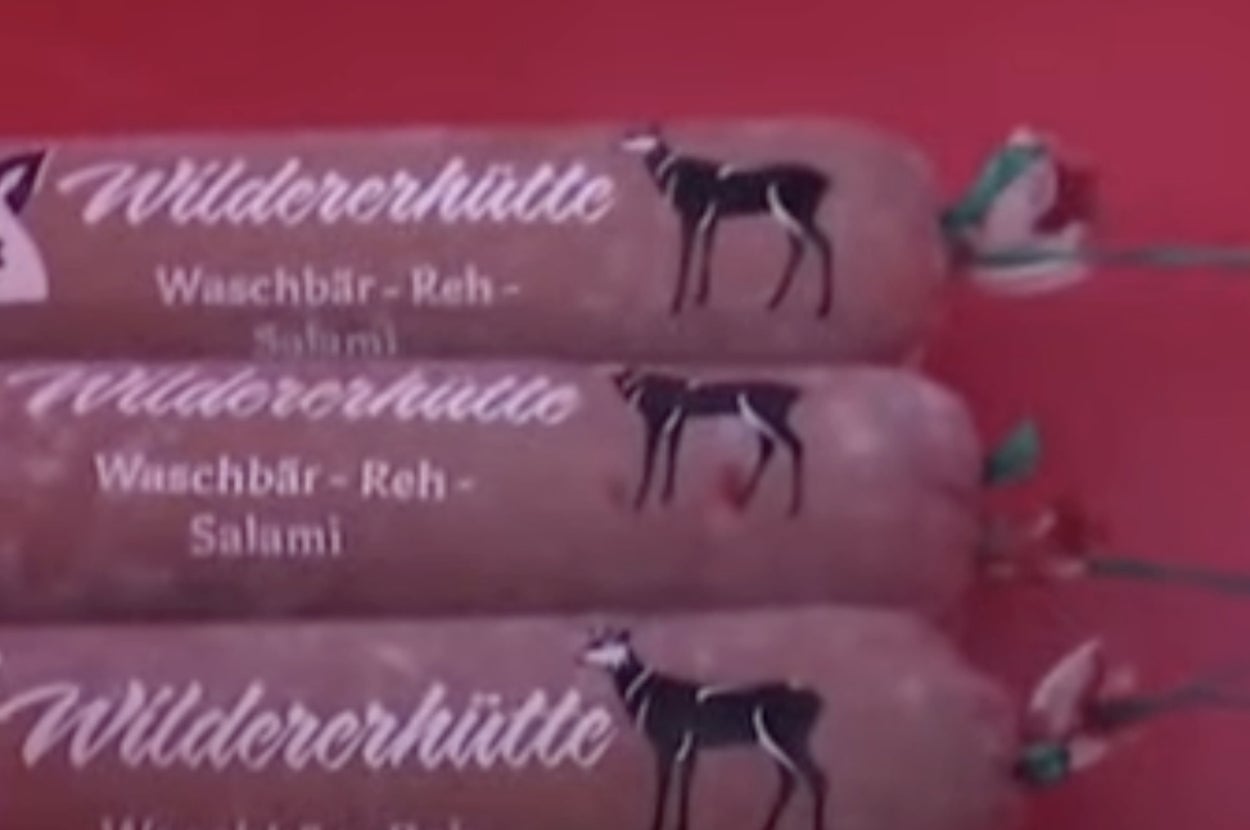 Wildererhütte
Waschbär - Reh -
Salami
Wildererhütte
Waschbär - Reh -
Salami
Wildererhütte